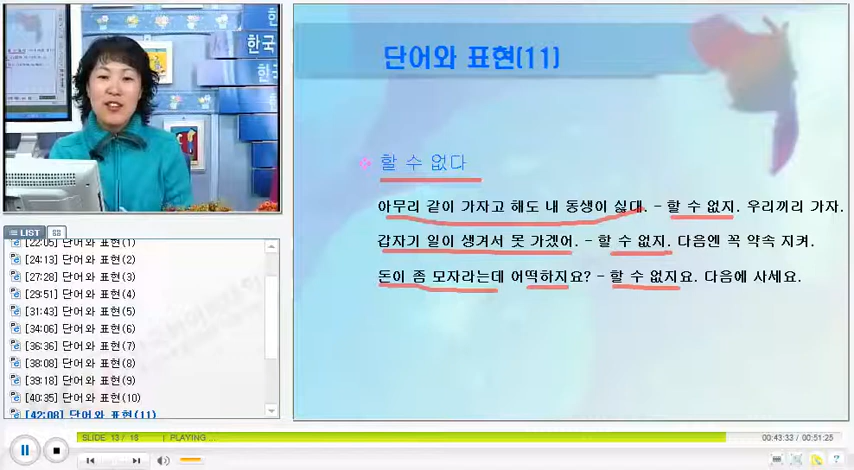 한국
단어와 표현(11)
할 수 없다
아무리 같이 가자고 해도 내 동생이 싫대. - 할 수 없지. 우리끼리 가자.
갑자기 일이 생겨서 못 가겠어. - 할 수 없지. 다음엔 꼭 약속 지켜.
돈이 좀 모자라는데 어떡하지요? - 할 수 없지요. 다음에 사세요.
LIST
[22:05] 단어와 표현(1)
[24:13] 단어와 표현(2)
[27:28] 단어와 표현(3)
[29:51] 단어와 표현(4)
[31:43] 단어와 표현(5)
[34:06] 단어와 표현(6)
[36:36] 단어와 표현(7)
[38:08] 단어와 표현(8)
[39:18] 단어와 표현(9)
[40:35] 단어와 표현(10)
[42:08] 단어와 표현(11)
SLIDE 13 / 18 | PLAYING ... 00:43:33 / 00:51:25